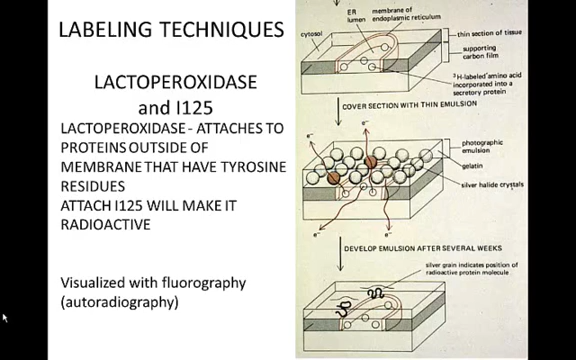 LABELING TECHNIQUES
LACTOPEROXIDASE
and I125
LACTOPEROXIDASE - ATTACHES TO
PROTEINS OUTSIDE OF
MEMBRANE THAT HAVE TYROSINE
RESIDUES
ATTACH I125 WILL MAKE IT
RADIOACTIVE
Visualized with fluorography
(autoradiography)
ER
lumen
membrane of
endoplasmic reticulum
cytosol
thin section of tissue
supporting
carbon film
³H-labeled amino acid
incorporated into a
secretory protein
COVER SECTION WITH THIN EMULSION
e⁻
e⁻
photographic
emulsion
gelatin
silver halide crystals
e⁻
e⁻
DEVELOP EMULSION AFTER SEVERAL WEEKS
silver grain indicates position of
radioactive protein molecule